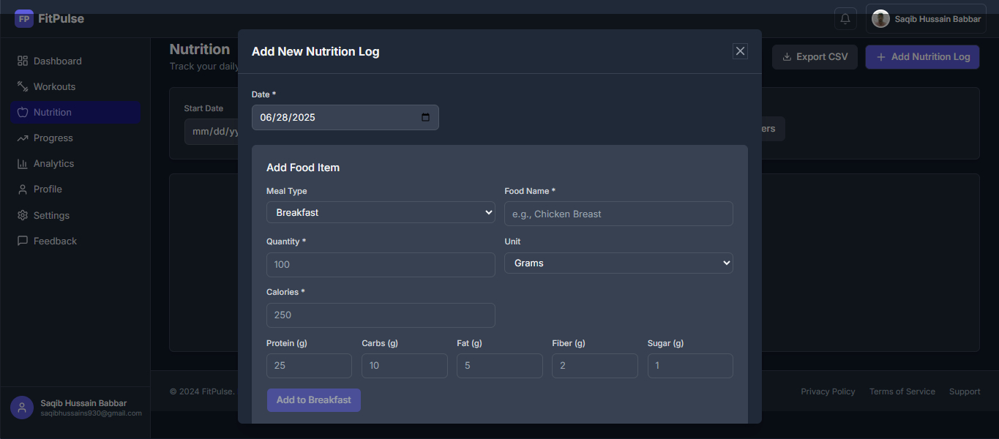 FP FitPulse
Saqib Hussain Babbar
Dashboard
Workouts
Nutrition
Progress
Analytics
Profile
Settings
Feedback
Saqib Hussain Babbar
saqibhussains930@gmail.com
Nutrition
Track your daily
Export CSV
Add Nutrition Log
Start Date
mm/dd/yy
ers
Add New Nutrition Log
Date *
06/28/2025
Add Food Item
Meal Type
Breakfast
Food Name *
e.g., Chicken Breast
Quantity *
100
Unit
Grams
Calories *
250
Protein (g)
25
Carbs (g)
10
Fat (g)
5
Fiber (g)
2
Sugar (g)
1
Add to Breakfast
© 2024 FitPulse.
Privacy Policy
Terms of Service
Support